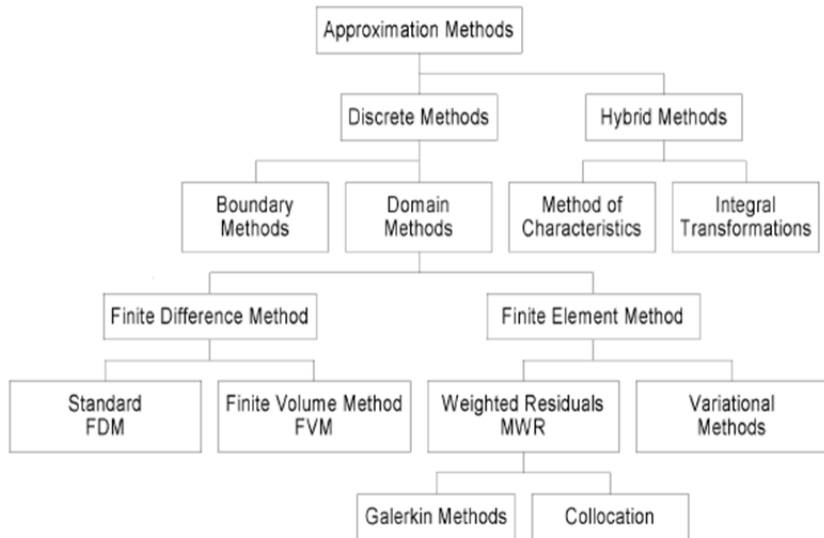 Approximation Methods
Discrete Methods
Hybrid Methods
Boundary
Methods
Domain
Methods
Method of
Characteristics
Integral
Transformations
Finite Difference Method
Finite Element Method
Standard
FDM
Finite Volume Method
FVM
Weighted Residuals
MWR
Variational
Methods
Galerkin Methods
Collocation